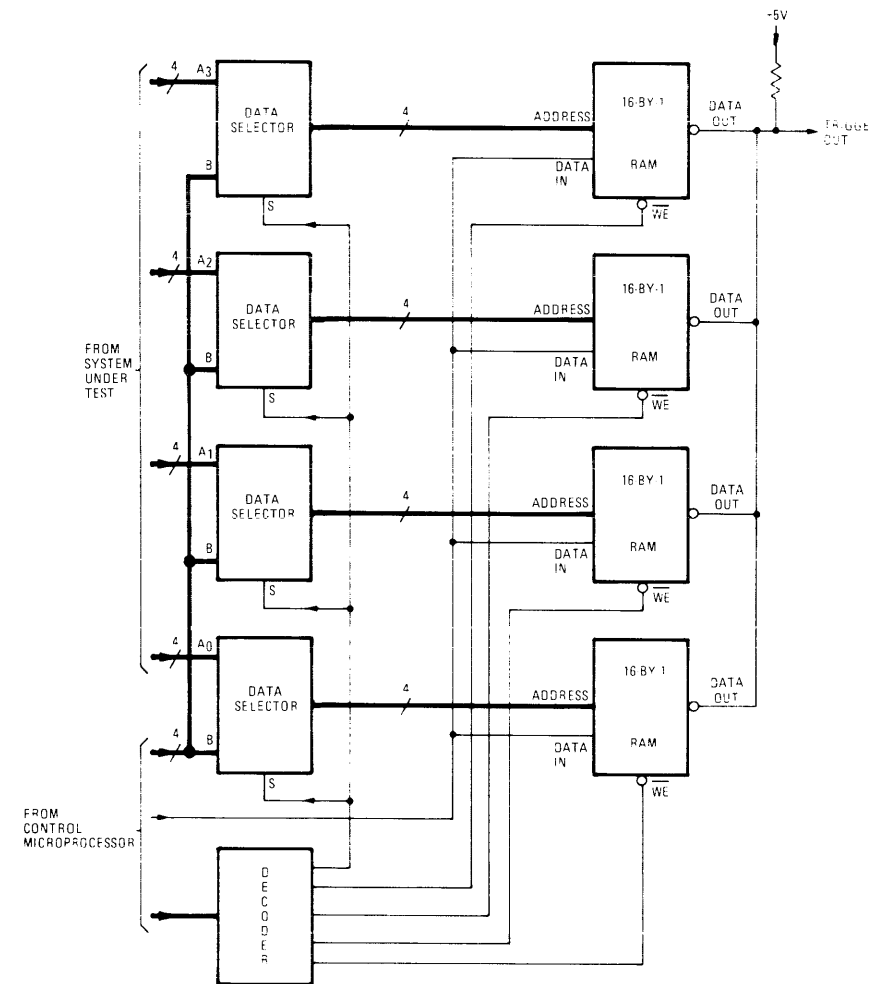 -5V
4 A3
DATA
SELECTOR
B
S
4
ADDRESS
DATA
IN
16-BY-1
RAM
WE
DATA
OUT
OUT
4 A2
DATA
SELECTOR
B
S
4
ADDRESS
DATA
IN
16-BY-1
RAM
WE
DATA
OUT
FROM
SYSTEM
UNDER
TEST
4 A1
DATA
SELECTOR
B
S
4
ADDRESS
DATA
IN
16 BY 1
RAM
WE
DATA
OUT
4 A0
DATA
SELECTOR
4 B
S
4
ADDRESS
DATA
IN
16 BY 1
RAM
WE
DATA
OUT
FROM
CONTROL
MICROPROCESSOR
DECODER